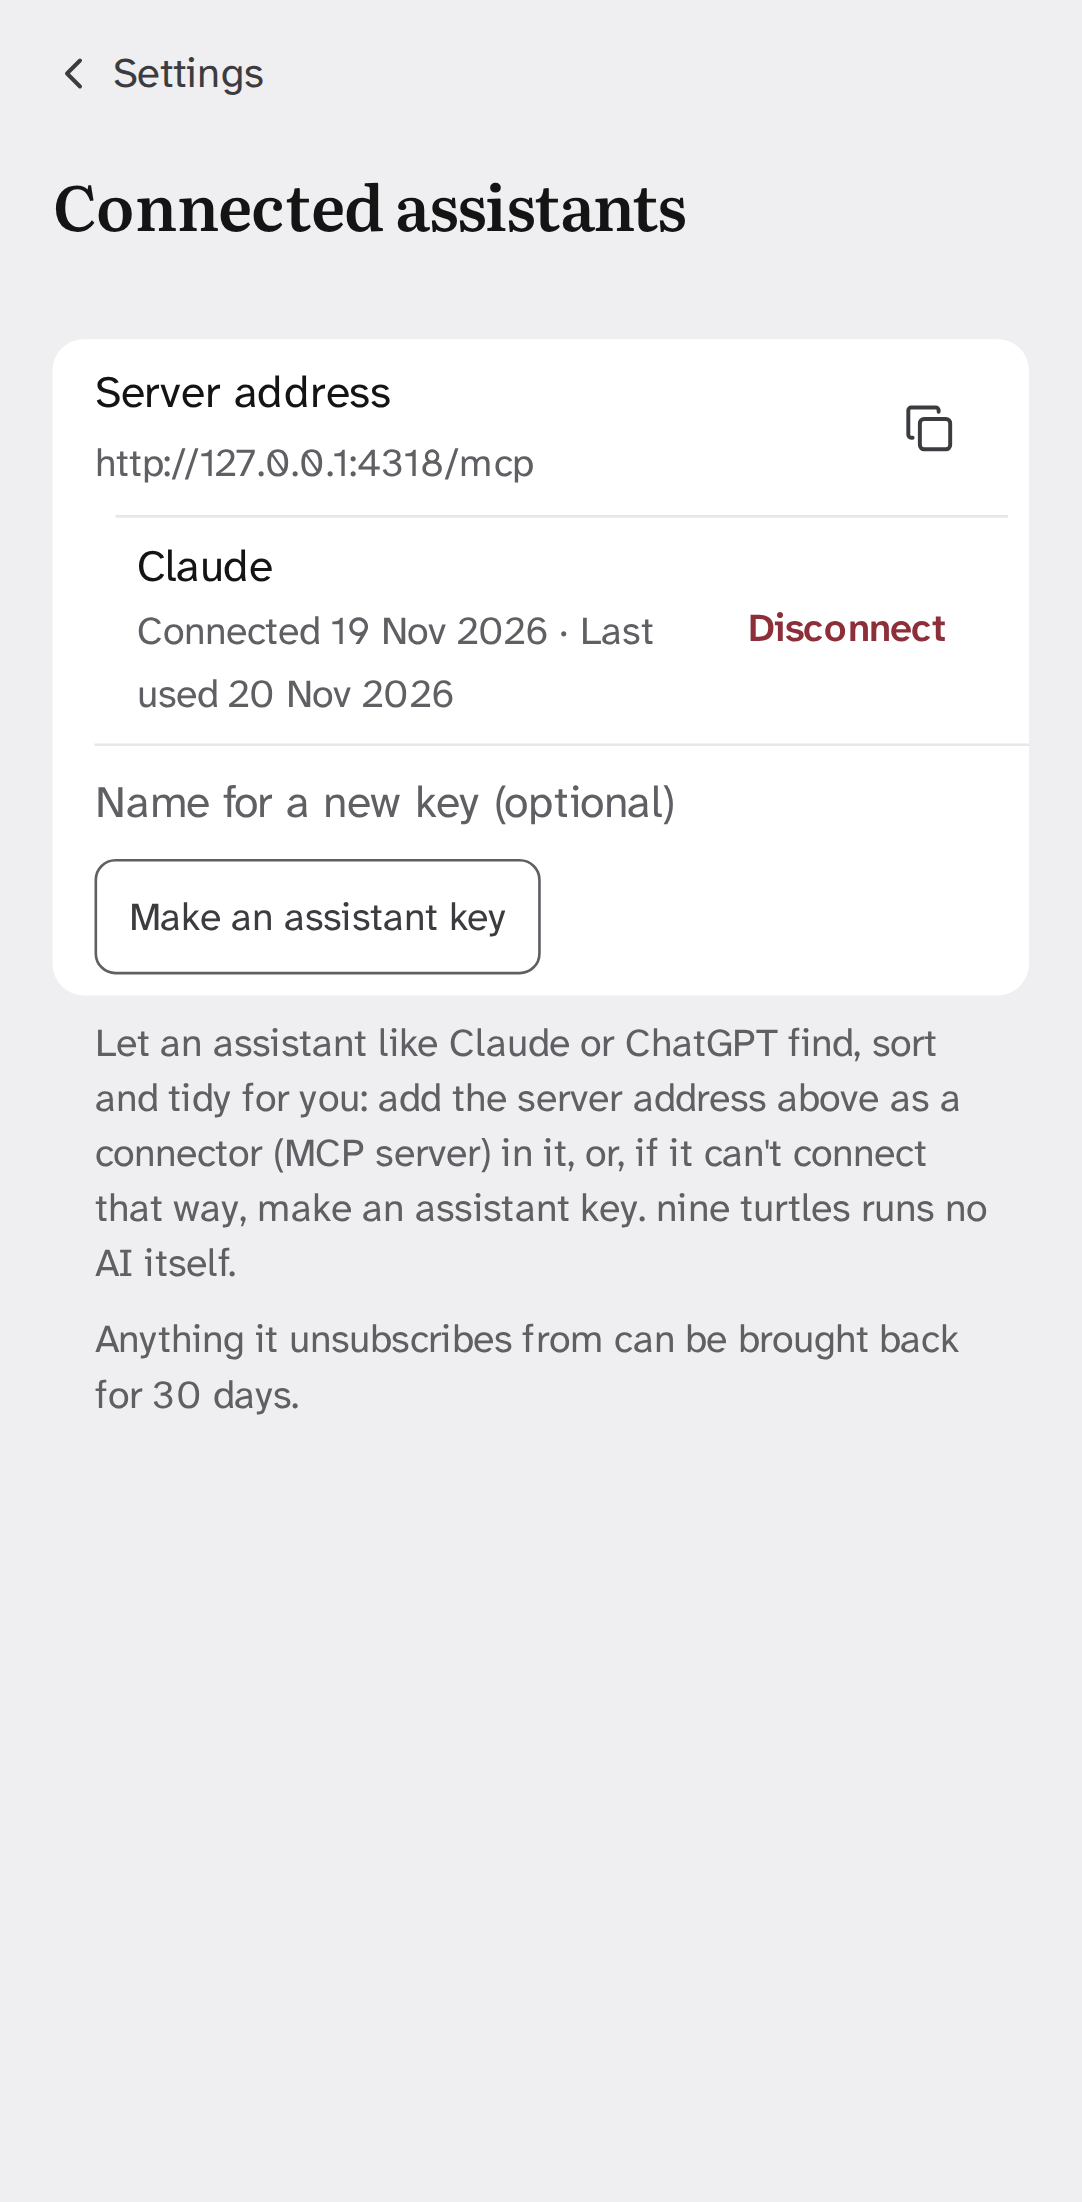 Settings
Connected assistants
Server address
http://127.0.0.1:4318/mcp
Claude
Connected 19 Nov 2026 · Last
used 20 Nov 2026
Disconnect
Name for a new key (optional)
Make an assistant key
Let an assistant like Claude or ChatGPT find, sort
and tidy for you: add the server address above as a
connector (MCP server) in it, or, if it can't connect
that way, make an assistant key. nine turtles runs no
AI itself.
Anything it unsubscribes from can be brought back
for 30 days.